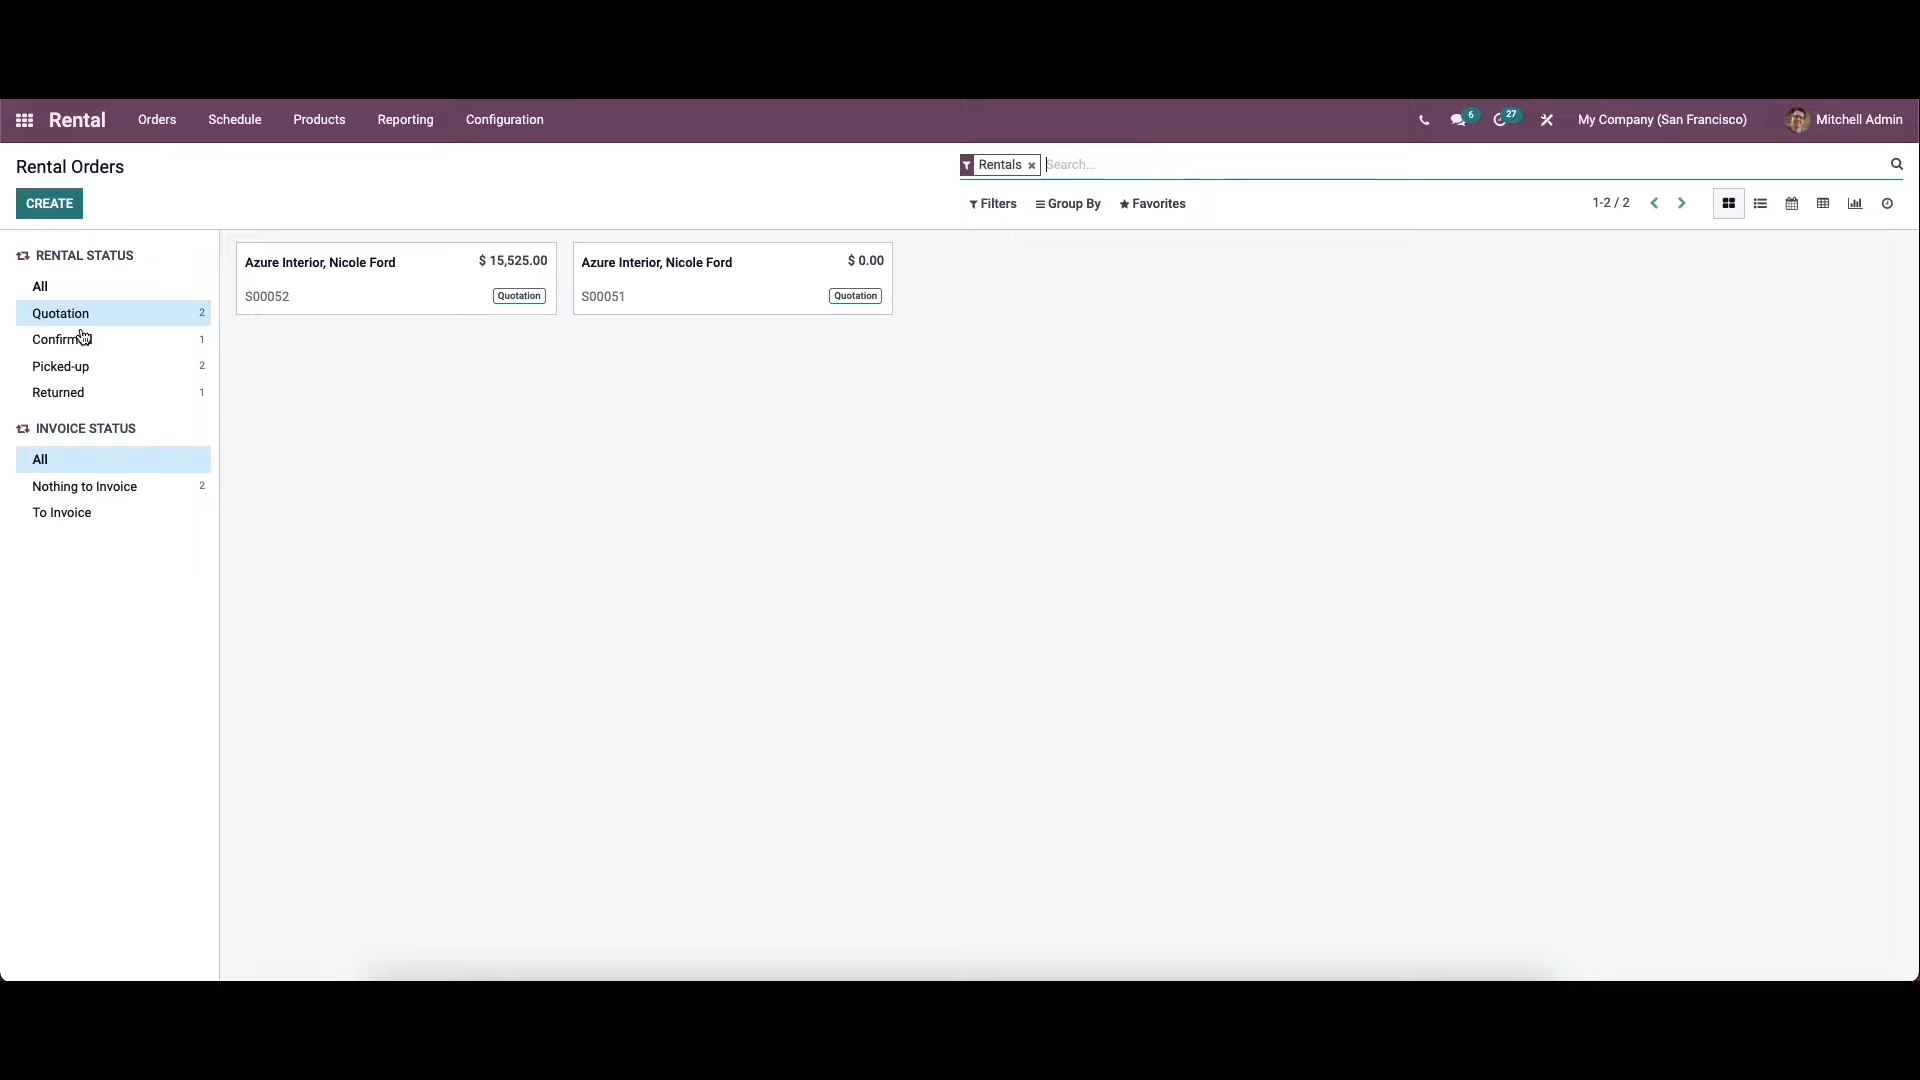 Rental Orders Schedule Products Reporting Configuration 6 27 My Company (San Francisco) Mitchell Admin
Rental Orders
Rentals × Search...
CREATE
Filters Group By Favorites 1-2 / 2
RENTAL STATUS
All
Quotation 2
Picked-up 2
Returned 1
INVOICE STATUS
All
Nothing to Invoice 2
To Invoice
Azure Interior, Nicole Ford $ 15,525.00
S00052 Quotation
Azure Interior, Nicole Ford $ 0.00
S00051 Quotation